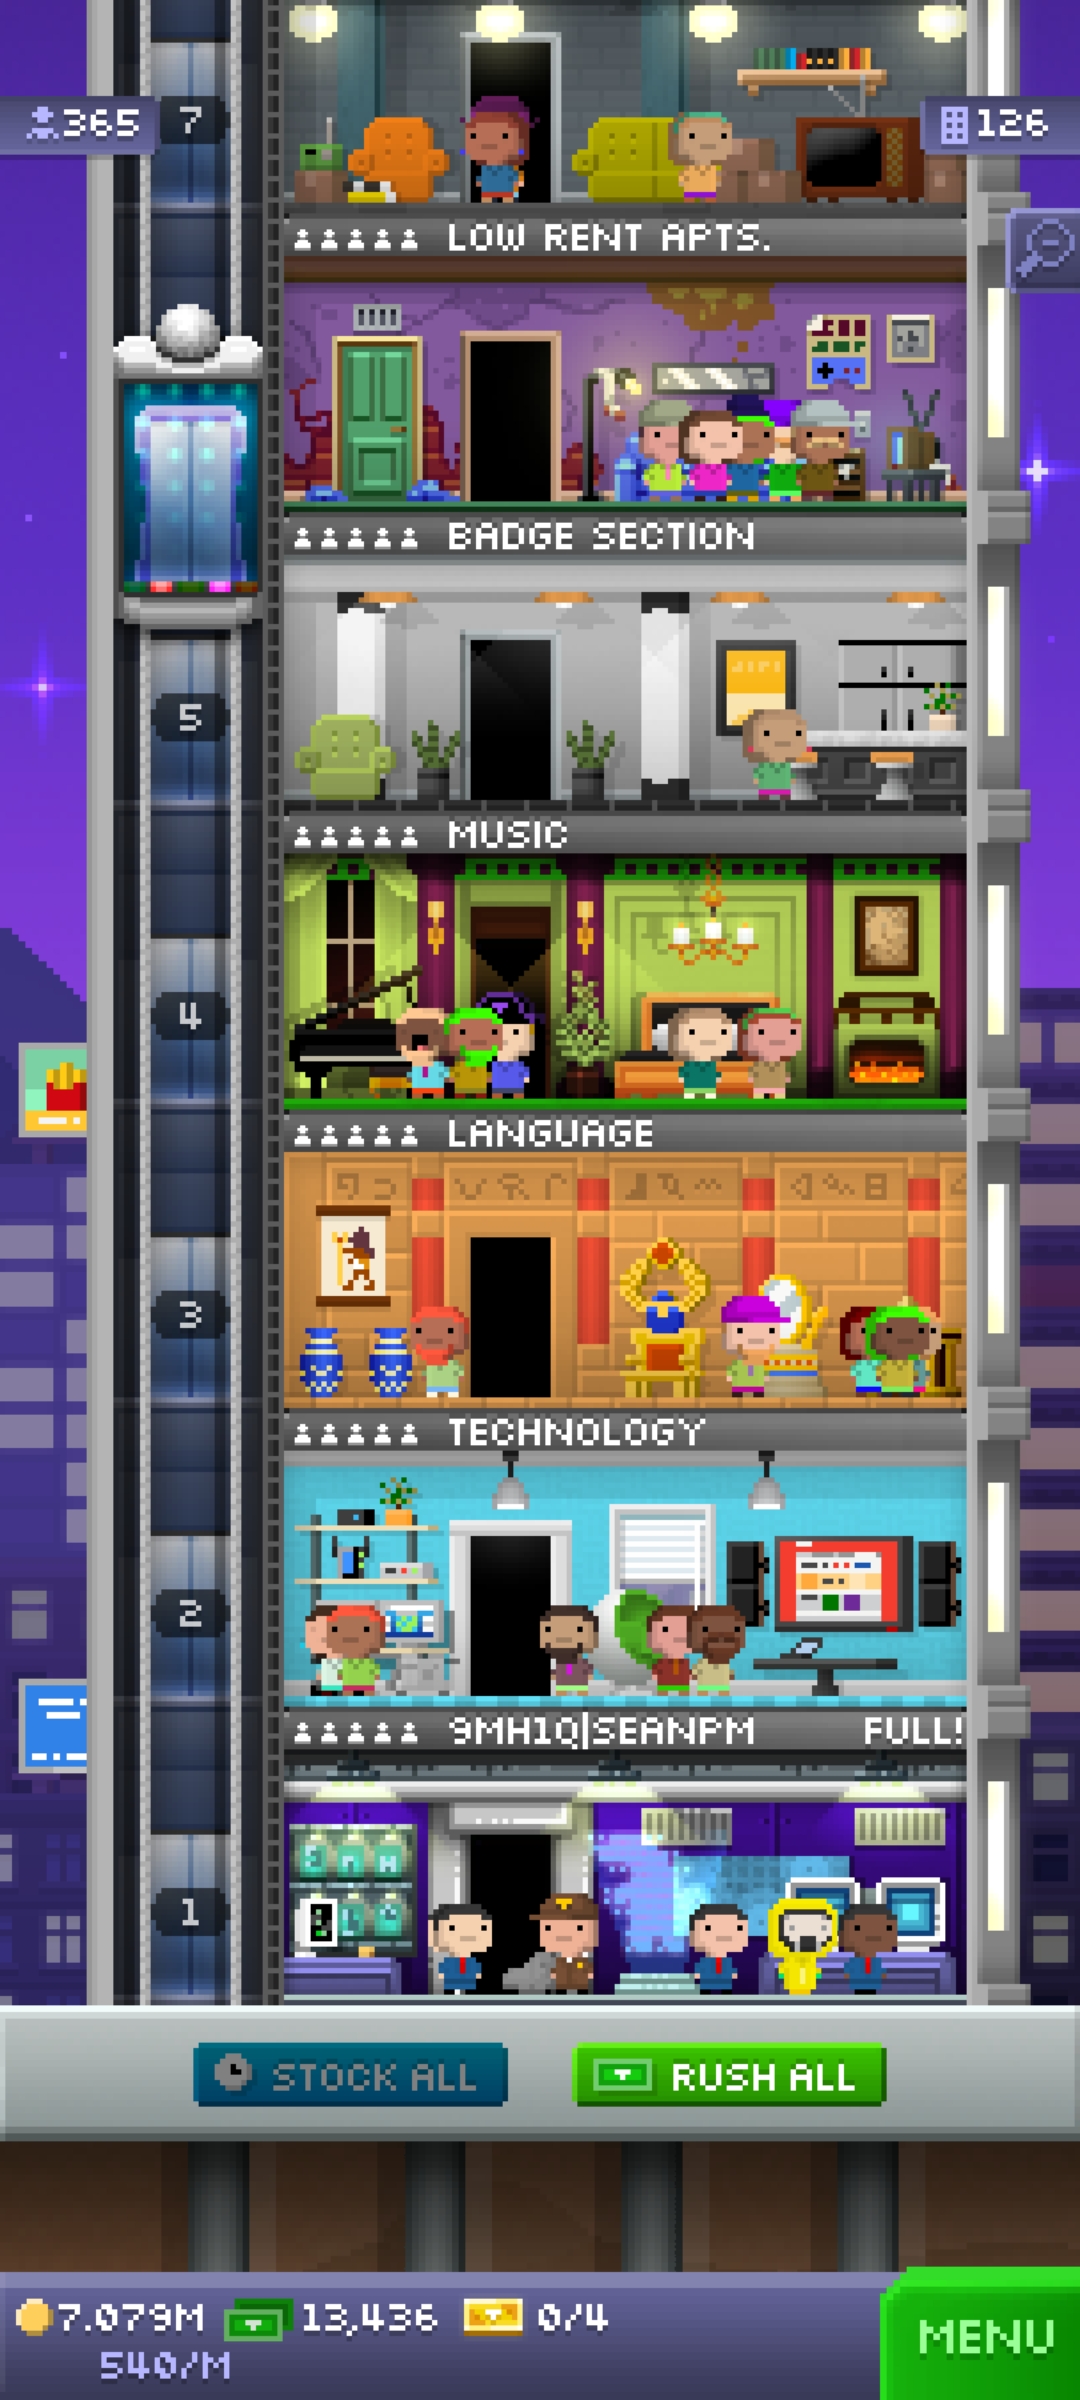 365
7
126
LOW RENT APTS.
BADGE SECTION
5
MUSIC
4
LANGUAGE
3
TECHNOLOGY
2
9MH1Q|SEANPM FULL!
1
STOCK ALL
RUSH ALL
7.079M 13,436 0/4
540/M
MENU